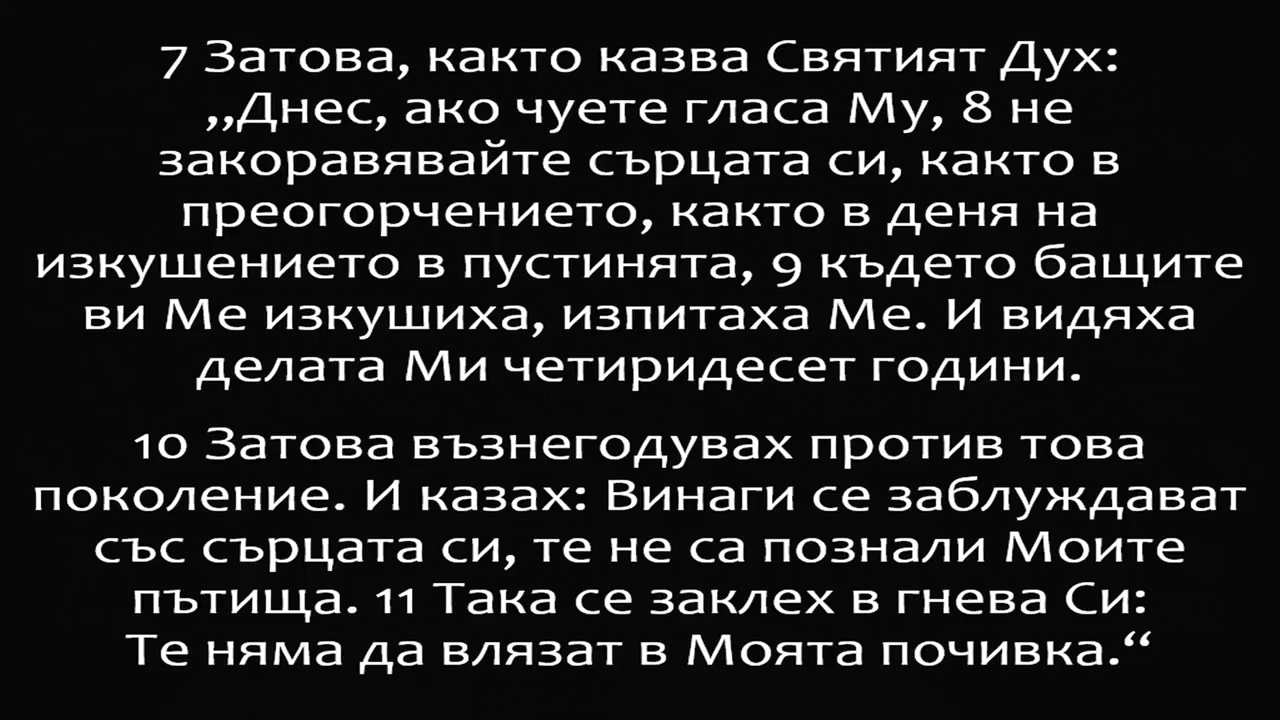 7 Затова, както казва Святият Дух:
„Днес, ако чуете гласа Му, 8 не
закоравявайте сърцата си, както в
преогорчението, както в деня на
изкушението в пустинята, 9 където бащите
ви Ме изкушиха, изпитаха Ме. И видяха
делата Ми четиридесет години.
10 Затова възнегодувах против това
поколение. И казах: Винаги се заблуждават
със сърцата си, те не са познали Моите
пътища. 11 Така се заклех в гнева Си:
Те няма да влязат в Моята почивка.“